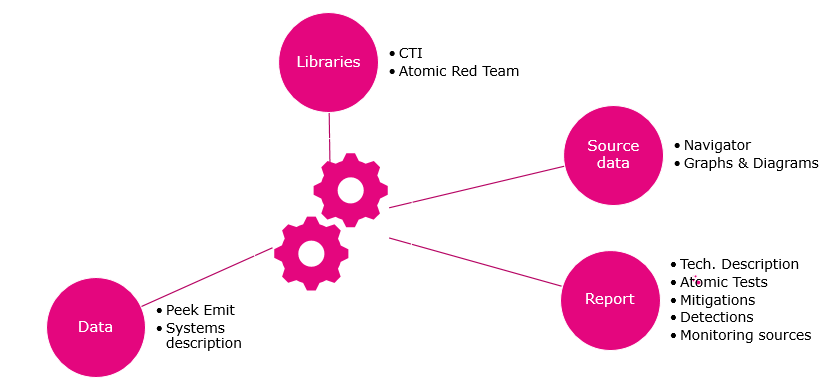 Libraries
• CTI
• Atomic Red Team
Source
data
• Navigator
• Graphs & Diagrams
Report
• Tech. Description
• Atomic Tests
• Mitigations
• Detections
• Monitoring sources
Data
• Peek Emit
• Systems
description